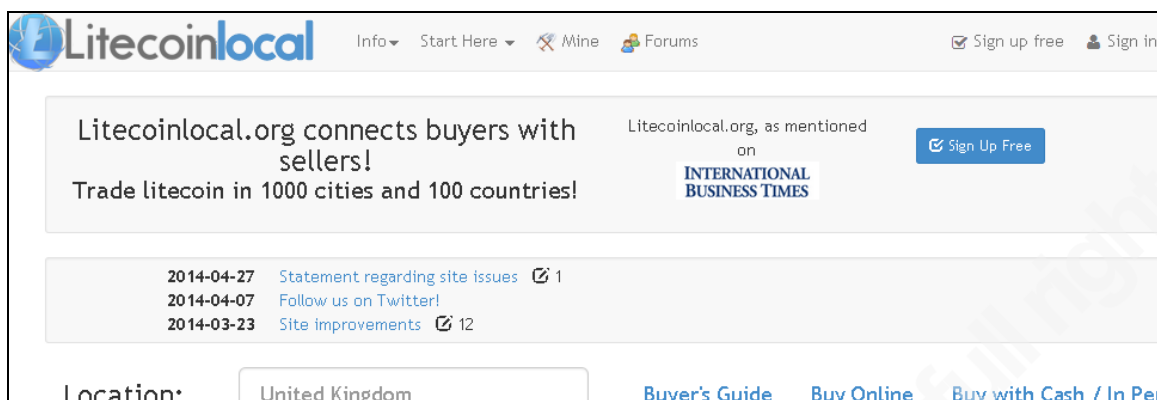 Litecoinlocal Info Start Here Mine Forums Sign up free Sign in
Litecoinlocal.org connects buyers with
sellers!
Trade litecoin in 1000 cities and 100 countries!
Litecoinlocal.org, as mentioned
on
INTERNATIONAL
BUSINESS TIMES
Sign Up Free
2014-04-27 Statement regarding site issues 1
2014-04-07 Follow us on Twitter!
2014-03-23 Site improvements 12
Location: United Kingdom Buyer's Guide Buy Online Buy with Cash / In Per
full right